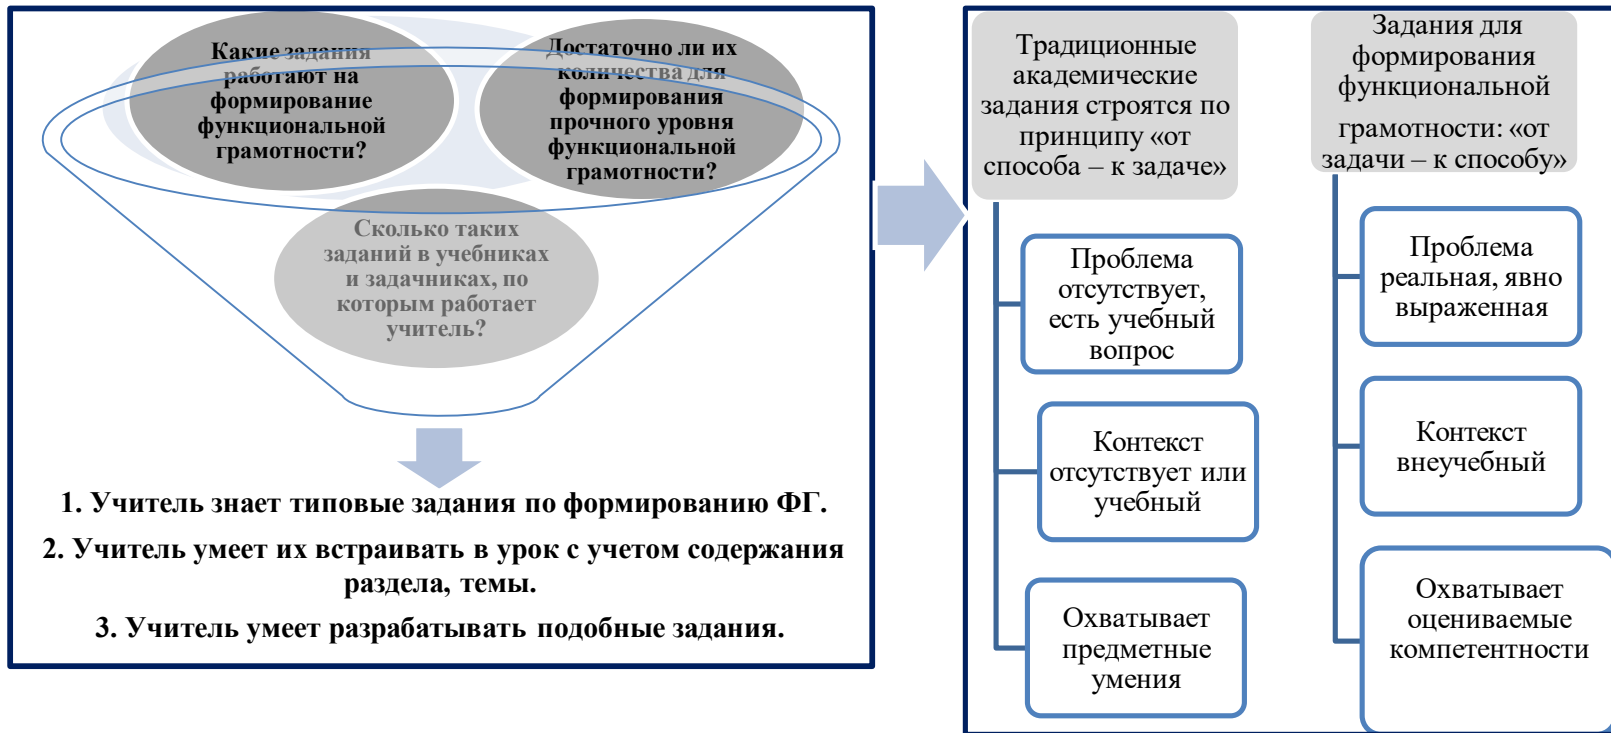 Какие задания
работают на
формирование
функциональной
грамотности?
Достаточно ли их
количества для
формирования
прочного уровня
функциональной
грамотности?
Сколько таких
заданий в учебниках
и задачниках, по
которым работает
учитель?
1. Учитель знает типовые задания по формированию ФГ.
2. Учитель умеет их встраивать в урок с учетом содержания
раздела, темы.
3. Учитель умеет разрабатывать подобные задания.
Традиционные
академические
задания строятся по
принципу «от
способа – к задаче»
Проблема
отсутствует,
есть учебный
вопрос
Контекст
отсутствует или
учебный
Охватывает
предметные
умения
Задания для
формирования
функциональной
грамотности: «от
задачи – к способу»
Проблема
реальная, явно
выраженная
Контекст
внеучебный
Охватывает
оцениваемые
компетентности